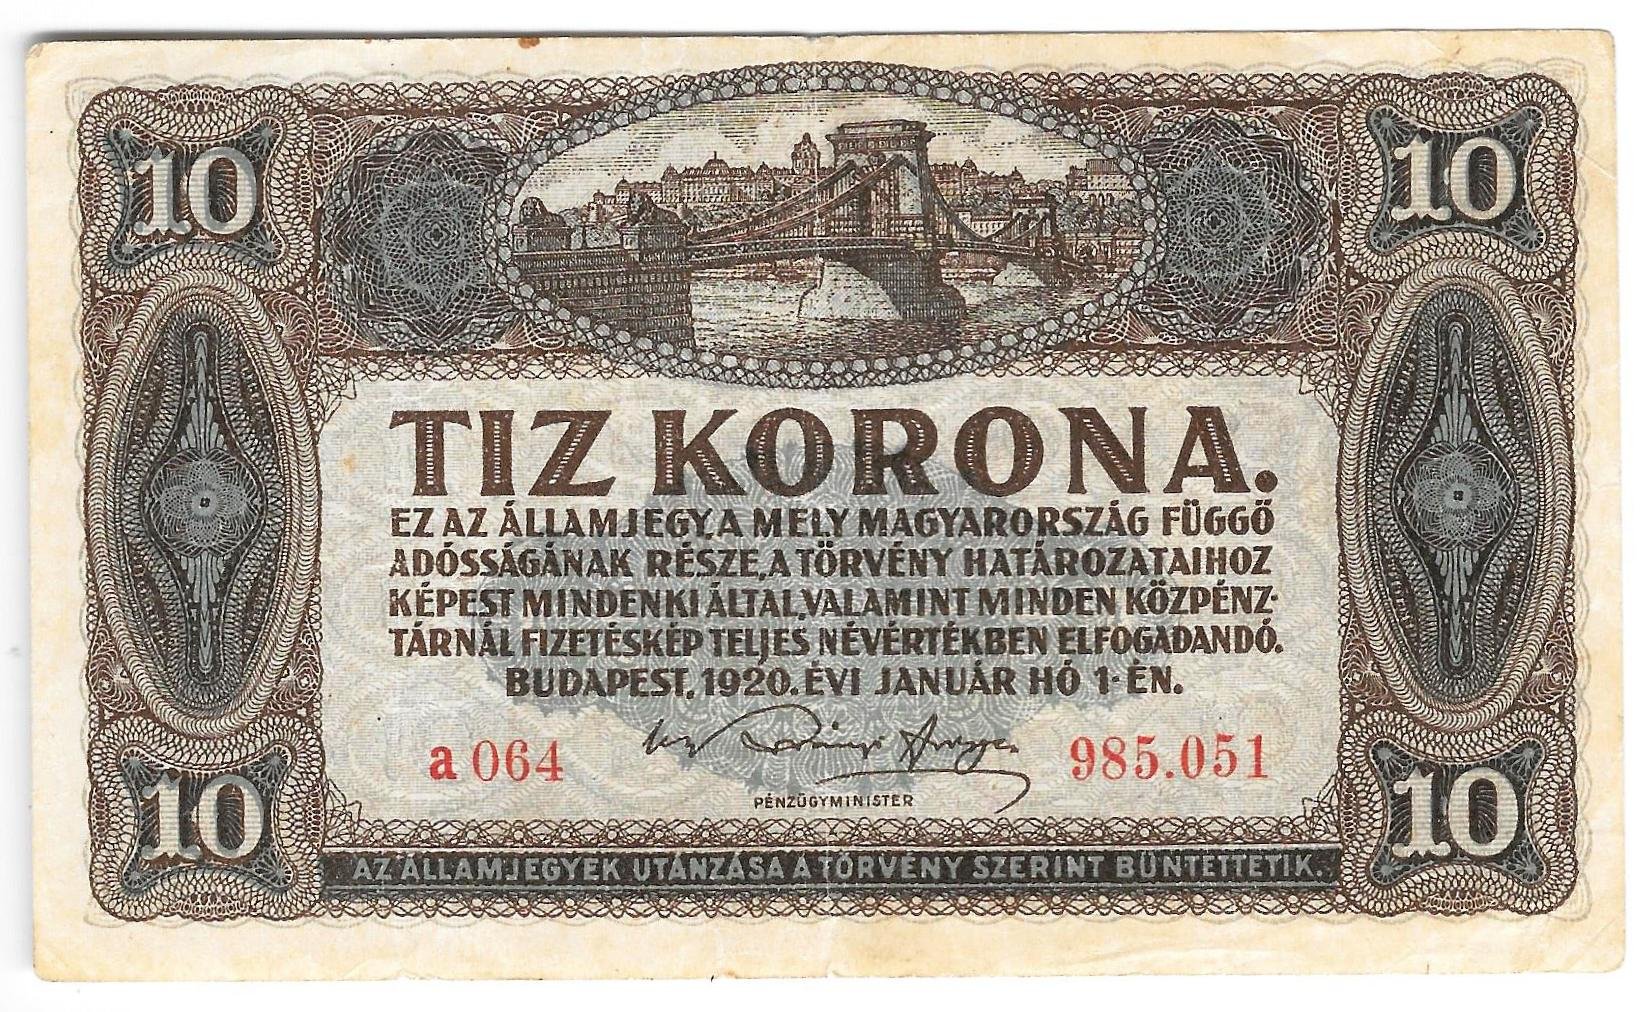 10 10
TIZ KORONA.
EZ AZ ÁLLAMJEGY, A MELY MAGYARORSZÁG FÜGGŐ
ADÓSSÁGÁNAK RÉSZE, A TÖRVÉNY HATÁROZATAIHOZ
KÉPEST MINDENKI ÁLTAL, VALAMINT MINDEN KÖZPÉNZ-
TÁRNÁL FIZETÉSKÉP TELJES NÉVÉRTÉKBEN ELFOGADANDÓ.
BUDAPEST, 1920. ÉVI JANUÁR HÓ 1-ÉN.
a 064 985.051
PÉNZÜGYMINISTER
10 10
AZ ÁLLAMJEGYEK UTÁNZÁSA A TÖRVÉNY SZERINT BÜNTETTETIK.